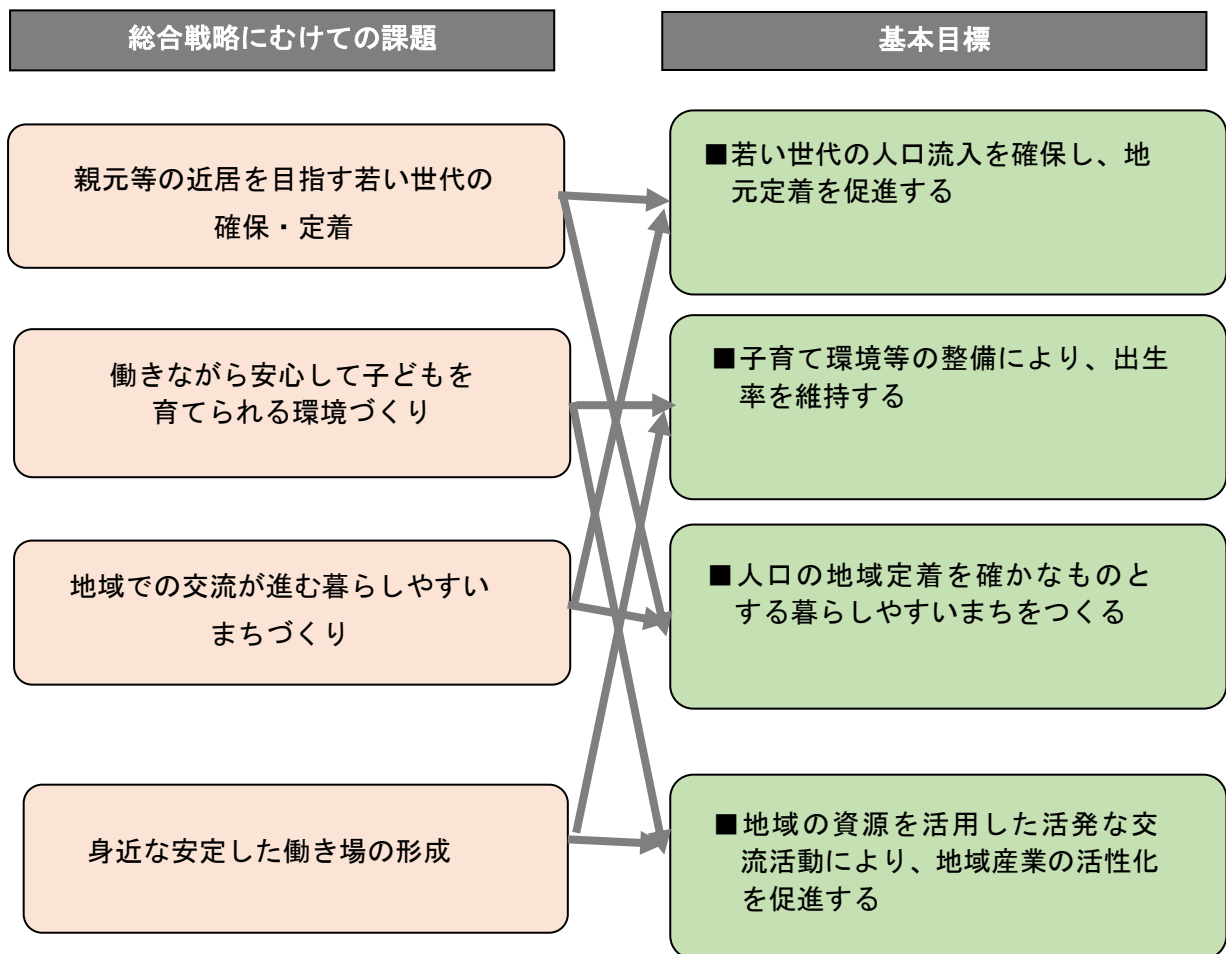 総合戦略にむけての課題
基本目標
親元等の近居を目指す若い世代の
確保・定着
■若い世代の人口流入を確保し、地
元定着を促進する
働きながら安心して子どもを
育てられる環境づくり
■子育て環境等の整備により、出生
率を維持する
地域での交流が進む暮らしやすい
まちづくり
■人口の地域定着を確かなものと
する暮らしやすいまちをつくる
身近な安定した働き場の形成
■地域の資源を活用した活発な交
流活動により、地域産業の活性化
を促進する